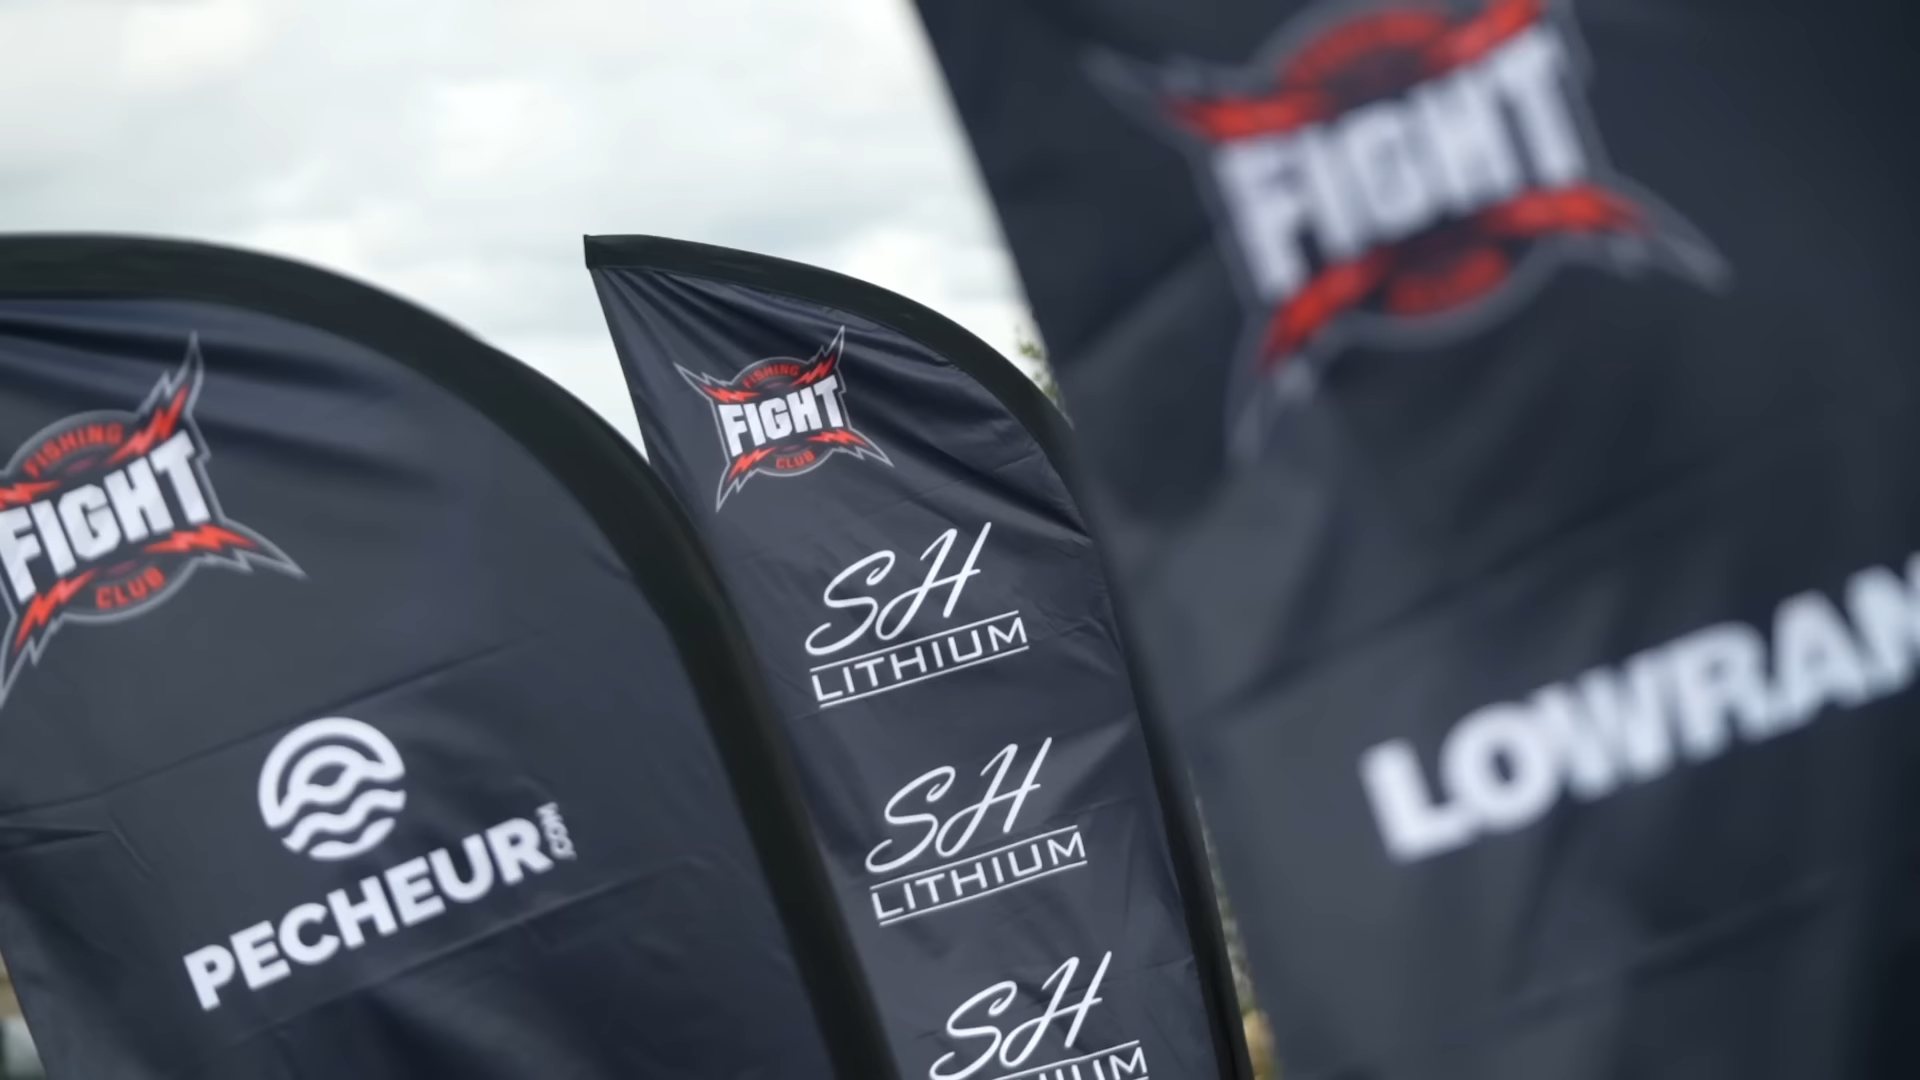 FISHING
FIGHT
CLUB
PECHEUR.COM
FISHING
FIGHT
CLUB
SH
LITHIUM
SH
LITHIUM
SH
FIGHT
LOWRAN